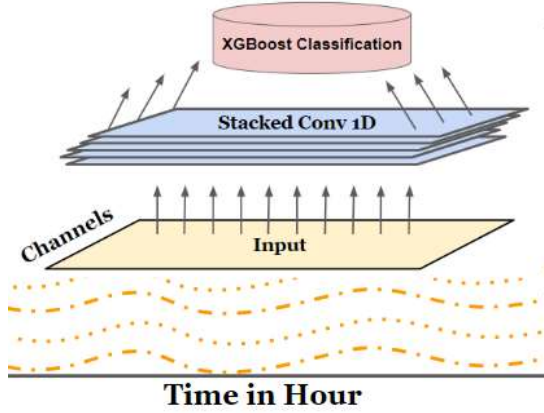 XGBoost Classification
Stacked Conv 1D
Channels
Input
Time in Hour